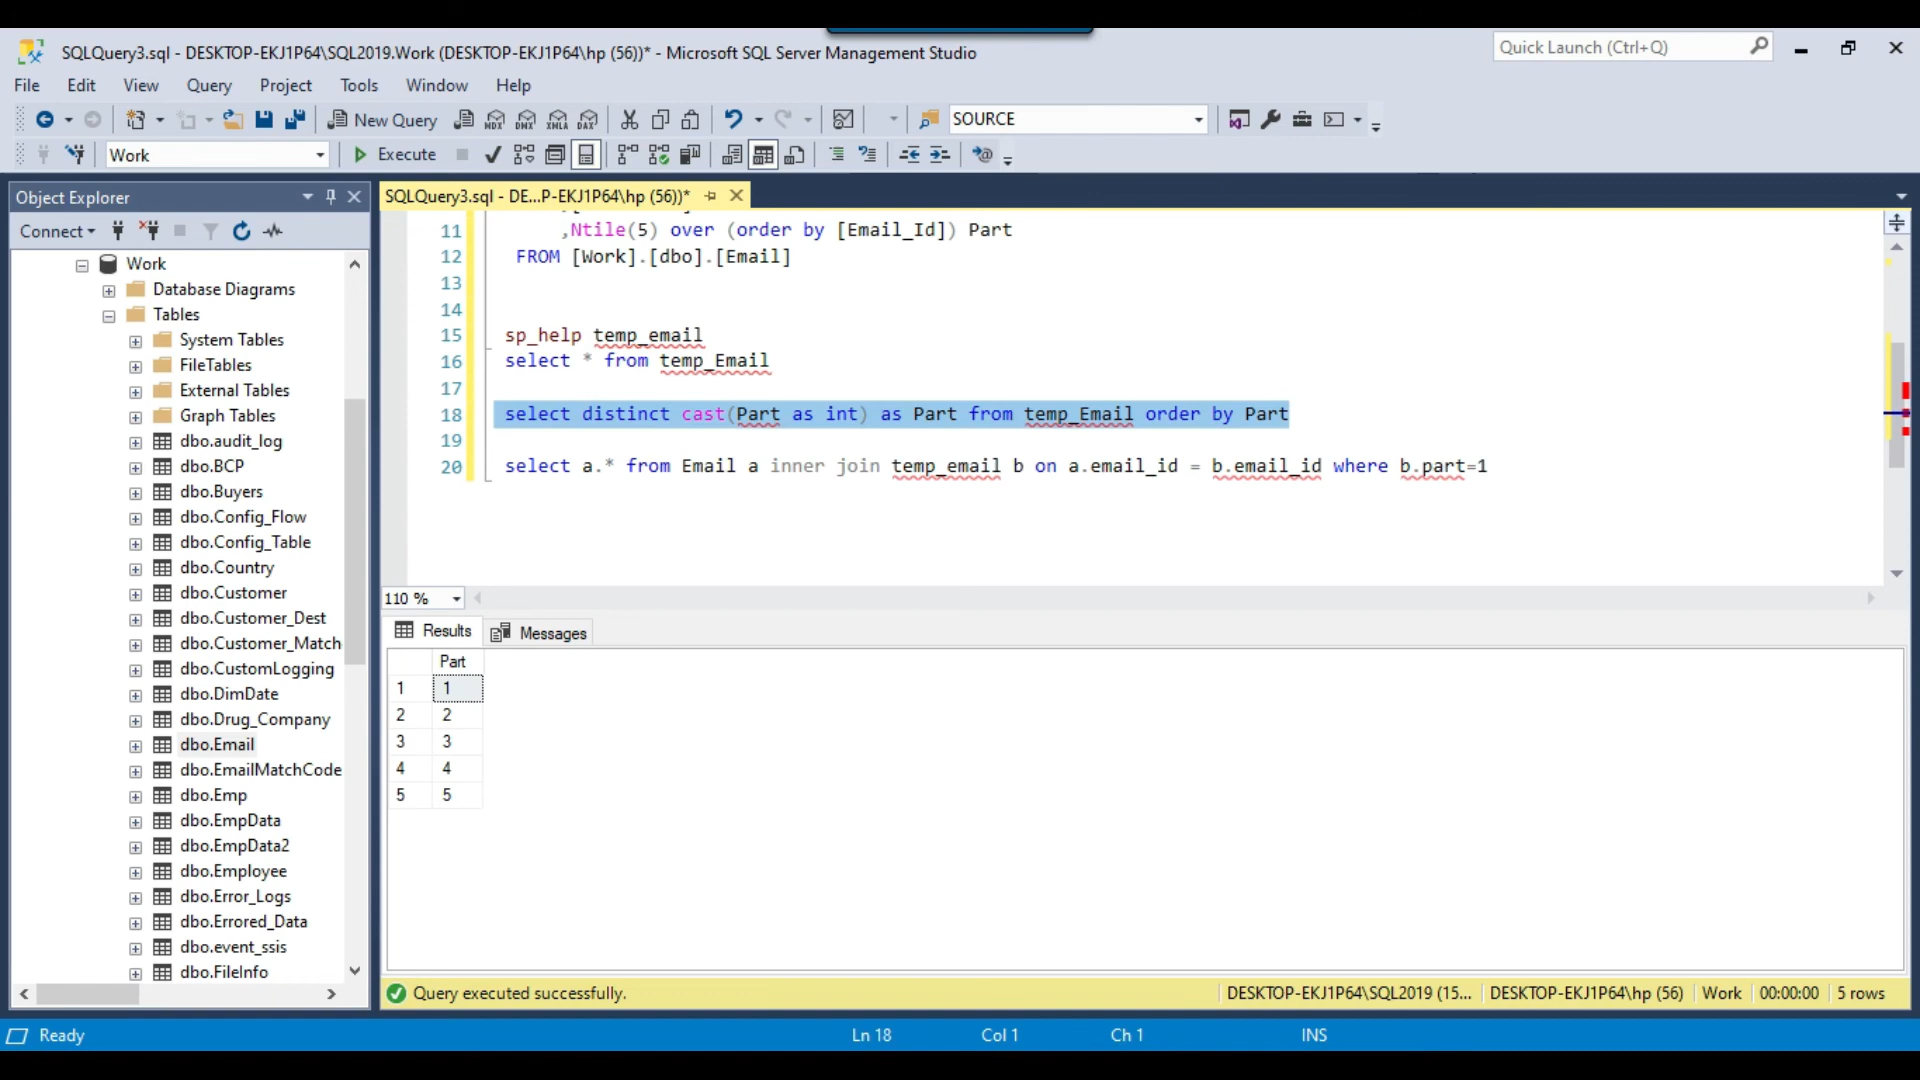 SQLQuery3.sql - DESKTOP-EKJ1P64\SQL2019.Work (DESKTOP-EKJ1P64\hp (56))* - Microsoft SQL Server Management Studio
Quick Launch (Ctrl+Q)
File Edit View Query Project Tools Window Help
New Query
MDX DMX XMLA DAX
SOURCE
Work
Execute
Object Explorer
SQLQuery3.sql - DE...P-EKJ1P64\hp (56))*
Connect
Work
Database Diagrams
Tables
System Tables
FileTables
External Tables
Graph Tables
dbo.audit_log
dbo.BCP
dbo.Buyers
dbo.Config_Flow
dbo.Config_Table
dbo.Country
dbo.Customer
dbo.Customer_Dest
dbo.Customer_Match
dbo.CustomLogging
dbo.DimDate
dbo.Drug_Company
dbo.Email
dbo.EmailMatchCode
dbo.Emp
dbo.EmpData
dbo.EmpData2
dbo.Employee
dbo.Error_Logs
dbo.Errored_Data
dbo.event_ssis
dbo.FileInfo
11 ,Ntile(5) over (order by [Email_Id]) Part
12 FROM [Work].[dbo].[Email]
13
14
15 sp_help temp_email
16 select * from temp_Email
17
18 select distinct cast(Part as int) as Part from temp_Email order by Part
19
20 select a.* from Email a inner join temp_email b on a.email_id = b.email_id where b.part=1
110 %
Results Messages
Part
1 1
2 2
3 3
4 4
5 5
Query executed successfully.
DESKTOP-EKJ1P64\SQL2019 (15... DESKTOP-EKJ1P64\hp (56) Work 00:00:00 5 rows
Ready Ln 18 Col 1 Ch 1 INS